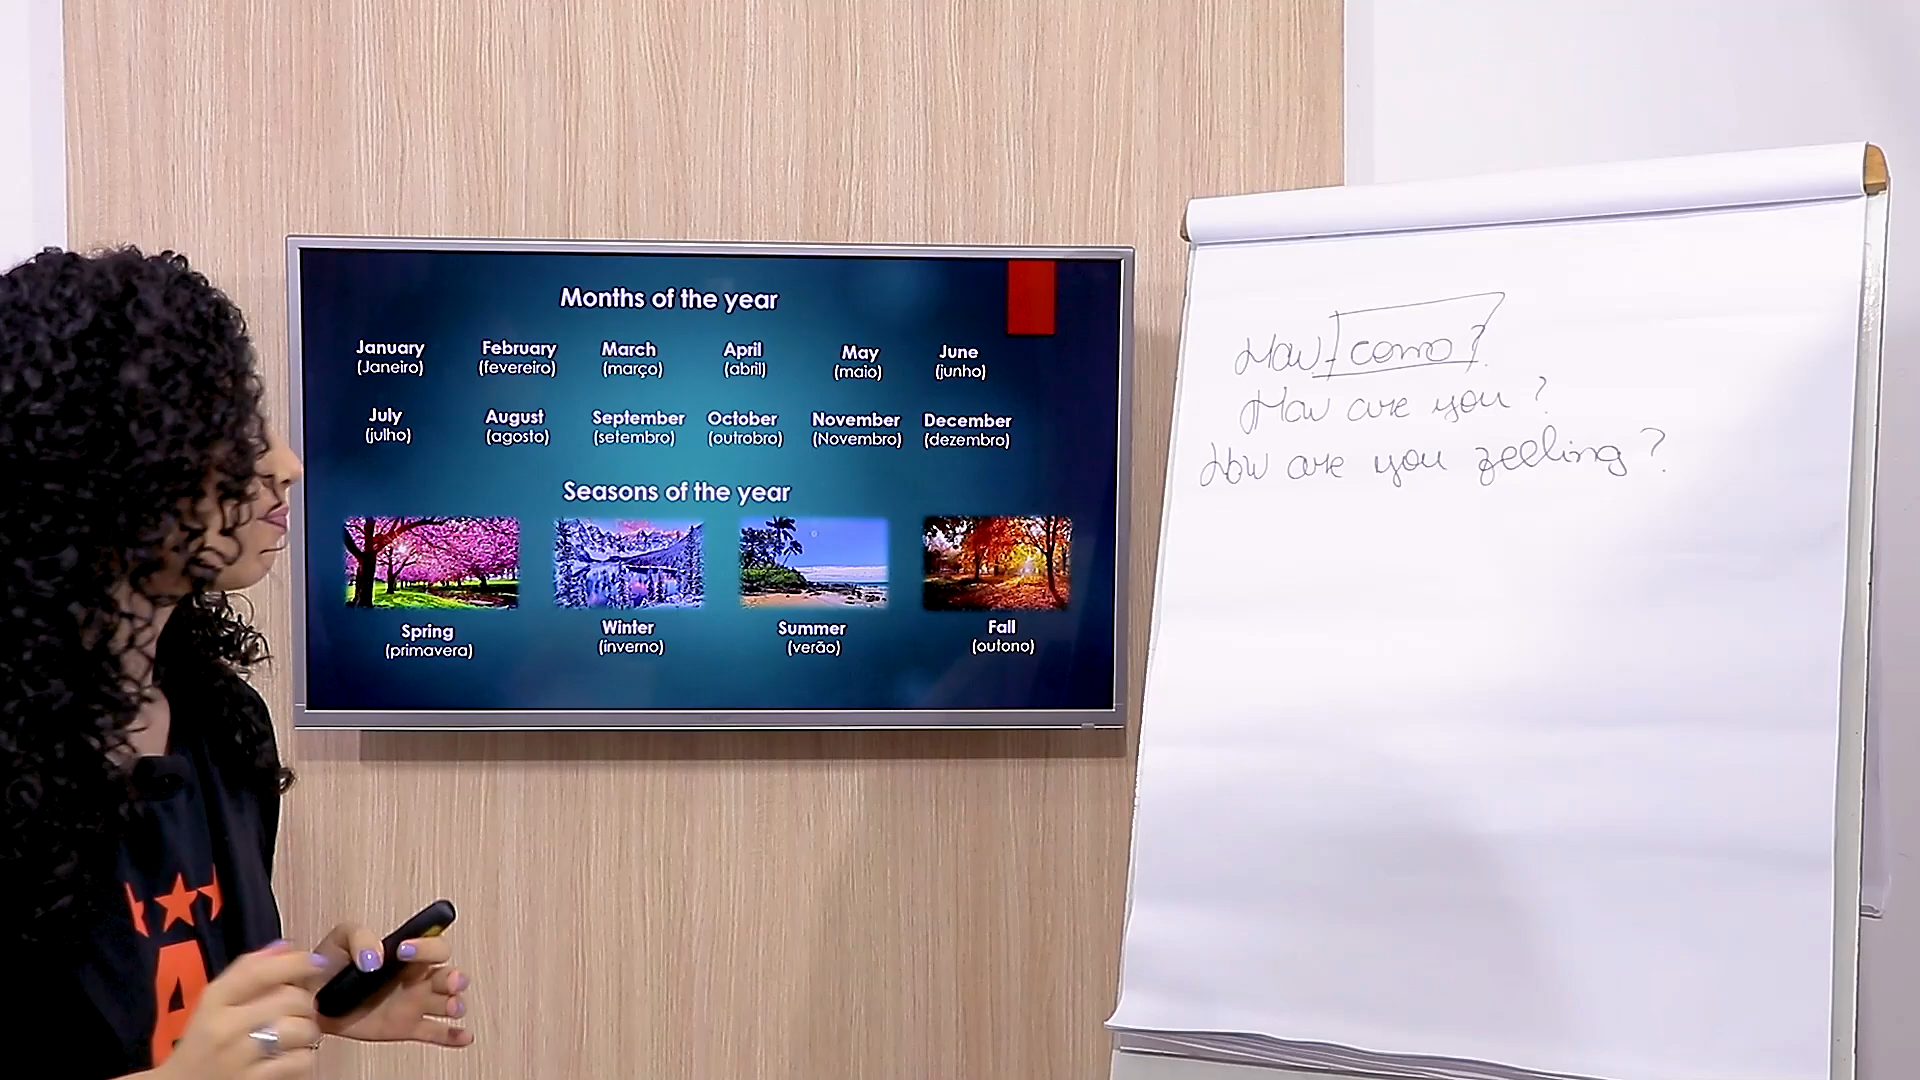 Months of the year
January February March April May June
(Janeiro) (fevereiro) (março) (abril) (maio) (junho)
July August September October November December
(julho) (agosto) (setembro) (outrobro) (Novembro) (dezembro)
Seasons of the year
Spring Winter Summer Fall
(primavera) (inverno) (verão) (outono)
How como?
How are you?
How are you feeling?
A